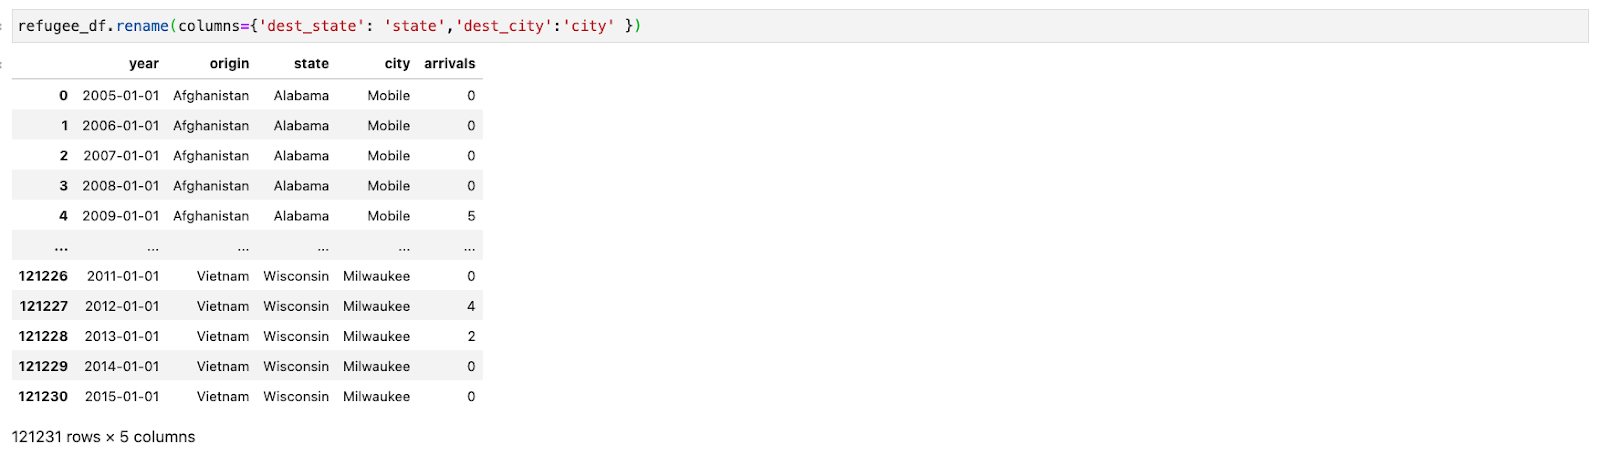 refugee_df.rename(columns={'dest_state': 'state','dest_city':'city' })
year origin state city arrivals
0 2005-01-01 Afghanistan Alabama Mobile 0
1 2006-01-01 Afghanistan Alabama Mobile 0
2 2007-01-01 Afghanistan Alabama Mobile 0
3 2008-01-01 Afghanistan Alabama Mobile 0
4 2009-01-01 Afghanistan Alabama Mobile 5
... ... ... ... ... ...
121226 2011-01-01 Vietnam Wisconsin Milwaukee 0
121227 2012-01-01 Vietnam Wisconsin Milwaukee 4
121228 2013-01-01 Vietnam Wisconsin Milwaukee 2
121229 2014-01-01 Vietnam Wisconsin Milwaukee 0
121230 2015-01-01 Vietnam Wisconsin Milwaukee 0
121231 rows × 5 columns